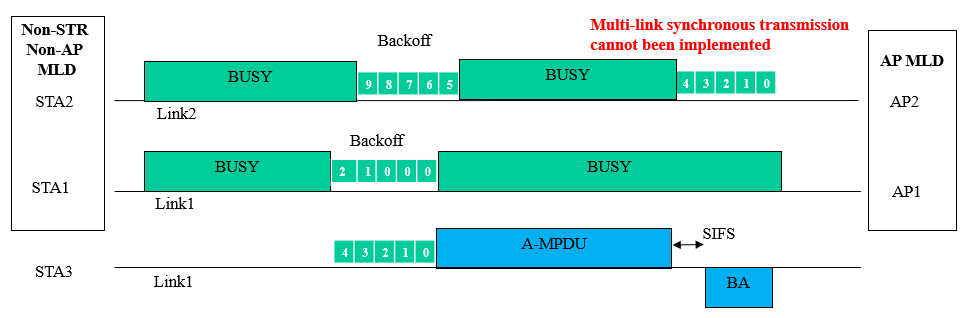 Non-STR
Non-AP
MLD
Backoff
Multi-link synchronous transmission
cannot been implemented
AP MLD
BUSY
9 8 7 6 5
BUSY
4 3 2 1 0
STA2
Link2
AP2
Backoff
BUSY
2 1 0 0 0
BUSY
STA1
Link1
AP1
4 3 2 1 0
A-MPDU
SIFS
STA3
Link1
BA